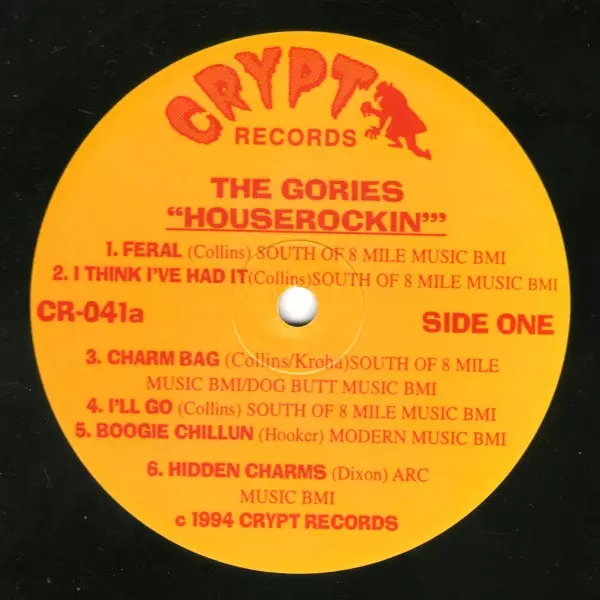 CRYPT
RECORDS
THE GORIES
“HOUSEROCKIN’”
1. FERAL (Collins) SOUTH OF 8 MILE MUSIC BMI
2. I THINK I'VE HAD IT(Collins)SOUTH OF 8 MILE MUSIC BMI
CR-041a
SIDE ONE
3. CHARM BAG (Collins/Kroha)SOUTH OF 8 MILE
MUSIC BMI/DOG BUTT MUSIC BMI
4. I'LL GO (Collins) SOUTH OF 8 MILE MUSIC BMI
5. BOOGIE CHILLUN (Hooker) MODERN MUSIC BMI
6. HIDDEN CHARMS (Dixon) ARC
MUSIC BMI
c 1994 CRYPT RECORDS